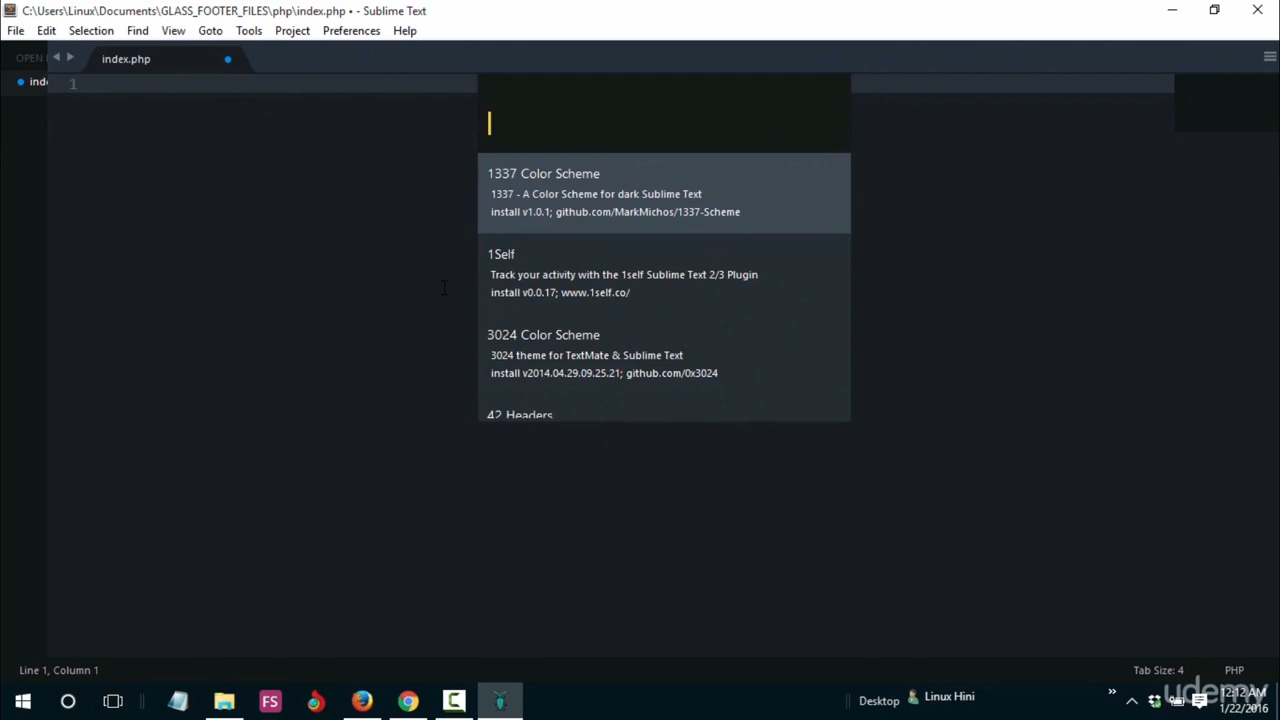 C:\Users\Linux\Documents\GLASS_FOOTER_FILES\php\index.php • - Sublime Text
File Edit Selection Find View Goto Tools Project Preferences Help
OPEN
index.php
1
1337 Color Scheme
1337 - A Color Scheme for dark Sublime Text
install v1.0.1; github.com/MarkMichos/1337-Scheme
1Self
Track your activity with the 1self Sublime Text 2/3 Plugin
install v0.0.17; www.1self.co/
3024 Color Scheme
3024 theme for TextMate & Sublime Text
install v2014.04.29.09.25.21; github.com/0x3024
42 Headers
Line 1, Column 1
Tab Size: 4
PHP
FS
Desktop
Linux Hini
12:12 AM
1/22/2016
udemy